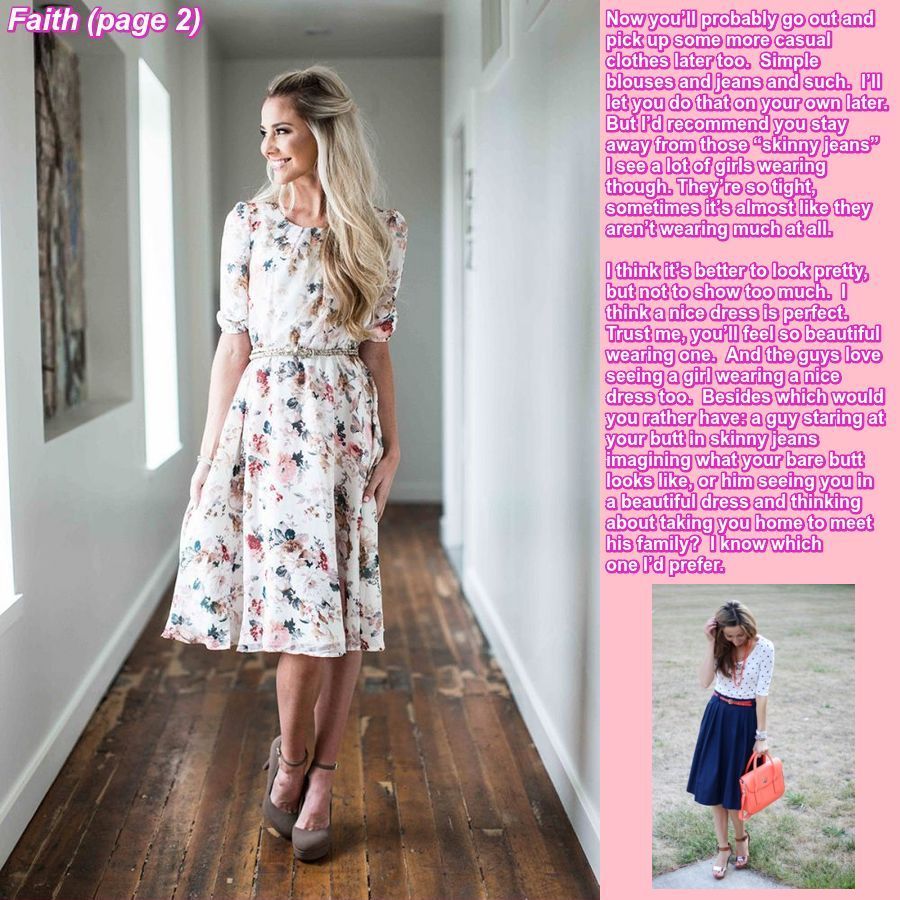 Faith (page 2)
Now you'll probably go out and
pick up some more casual
clothes later too.  Simple
blouses and jeans and such.  I'll
let you do that on your own later.
But I'd recommend you stay
away from those “skinny jeans”
I see a lot of girls wearing
though. They're so tight,
sometimes it's almost like they
aren't wearing much at all.
I think it's better to look pretty,
but not to show too much.  I
think a nice dress is perfect.
Trust me, you'll feel so beautiful
wearing one.  And the guys love
seeing a girl wearing a nice
dress too.  Besides which would
you rather have: a guy staring at
your butt in skinny jeans
imagining what your bare butt
looks like, or him seeing you in
a beautiful dress and thinking
about taking you home to meet
his family?  I know which
one I'd prefer.